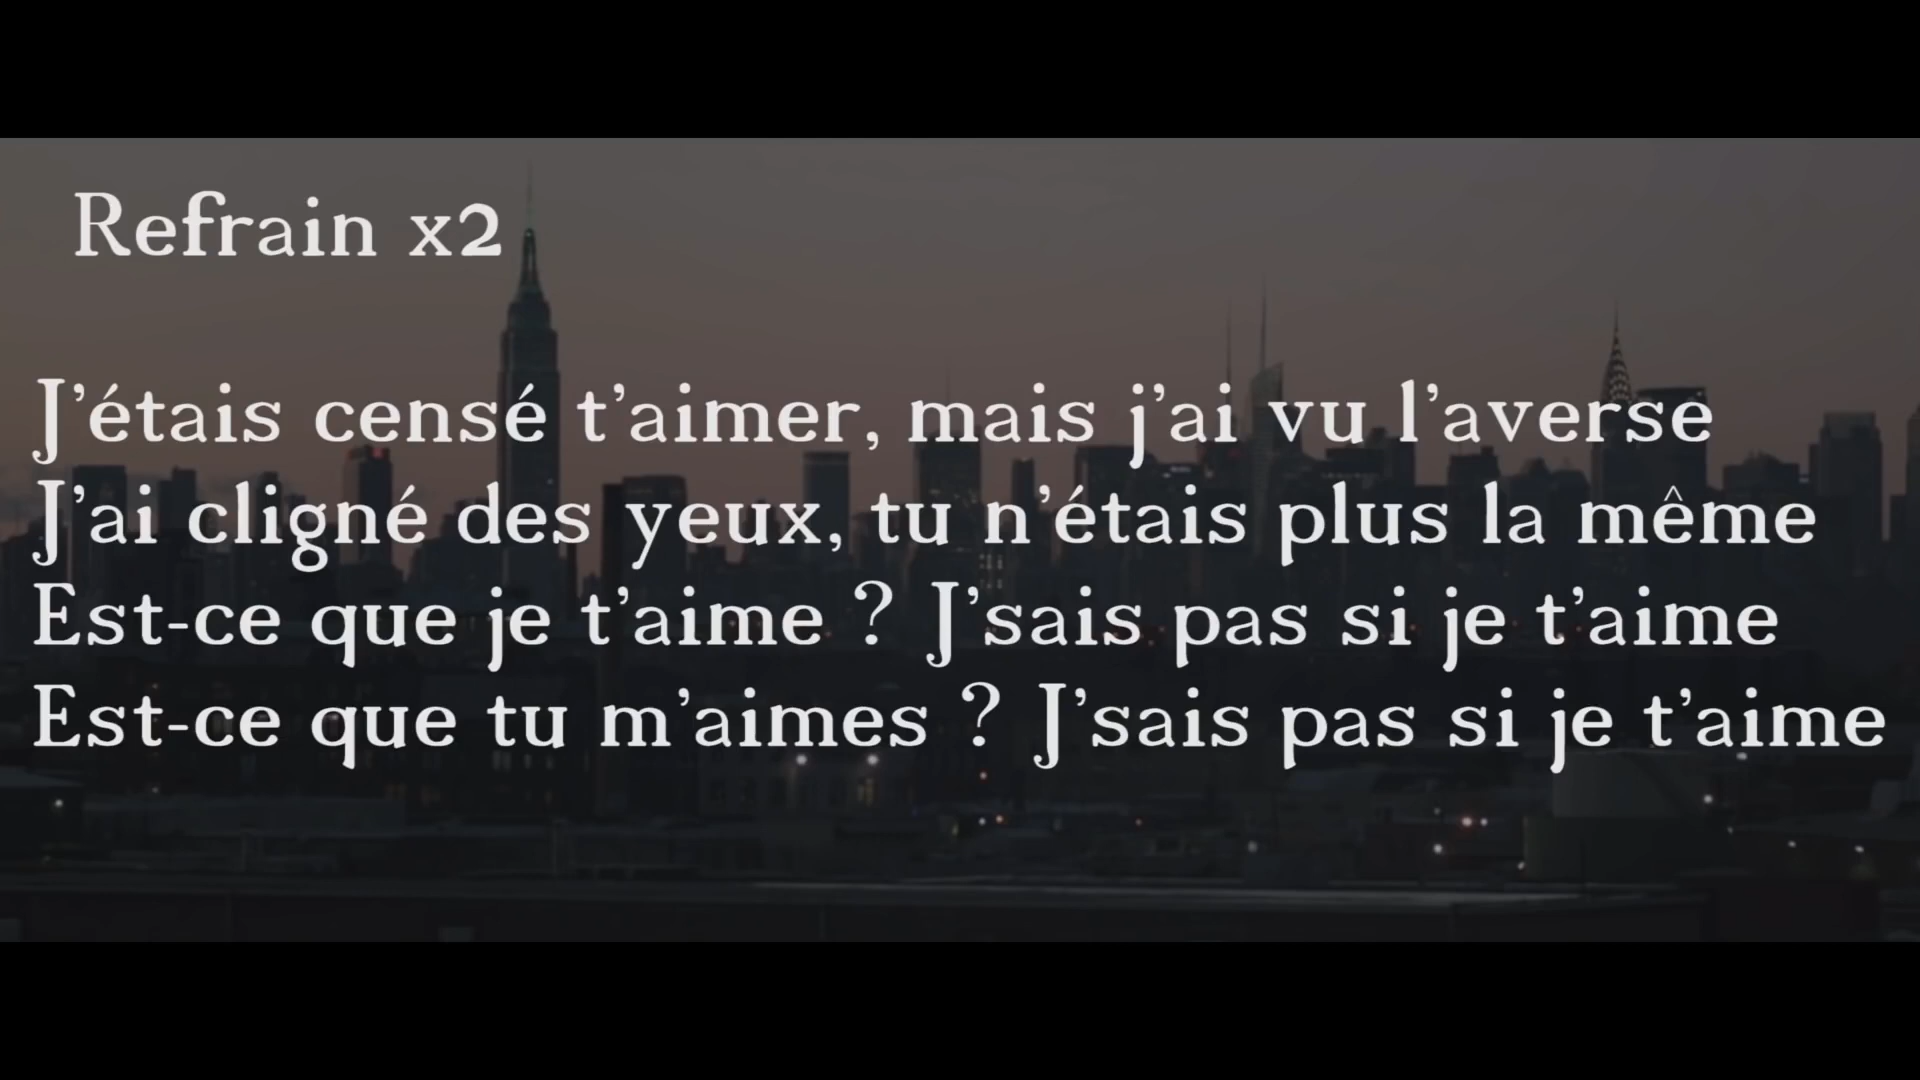 Refrain x2
J'étais censé t'aimer, mais j'ai vu l'averse
J'ai cligné des yeux, tu n'étais plus la même
Est-ce que je t'aime ? J'sais pas si je t'aime
Est-ce que tu m'aimes ? J'sais pas si je t'aime